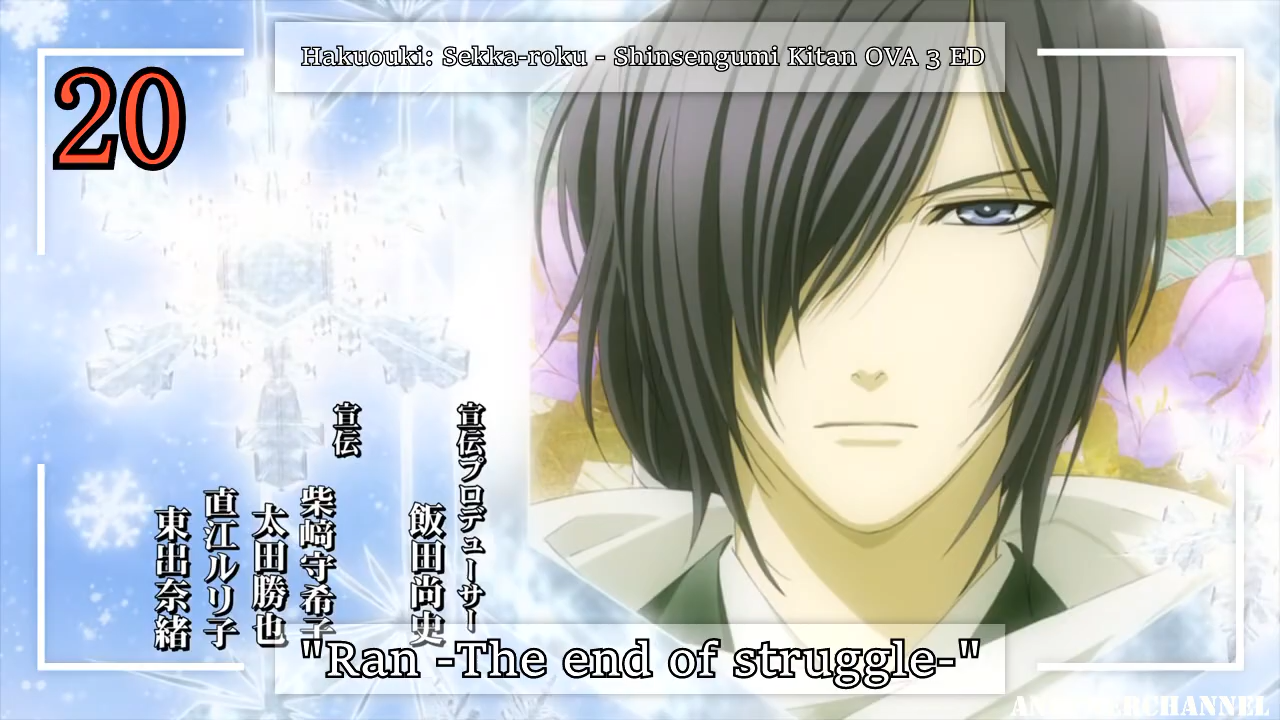 Hakuouki: Sekka-roku - Shinsengumi Kitan OVA 3 ED
20
宣伝プロデューサー
飯田尚史
宣伝
柴﨑守希子
太田勝也
直江ルリ子
東出奈緒
"Ran -The end of struggle-"